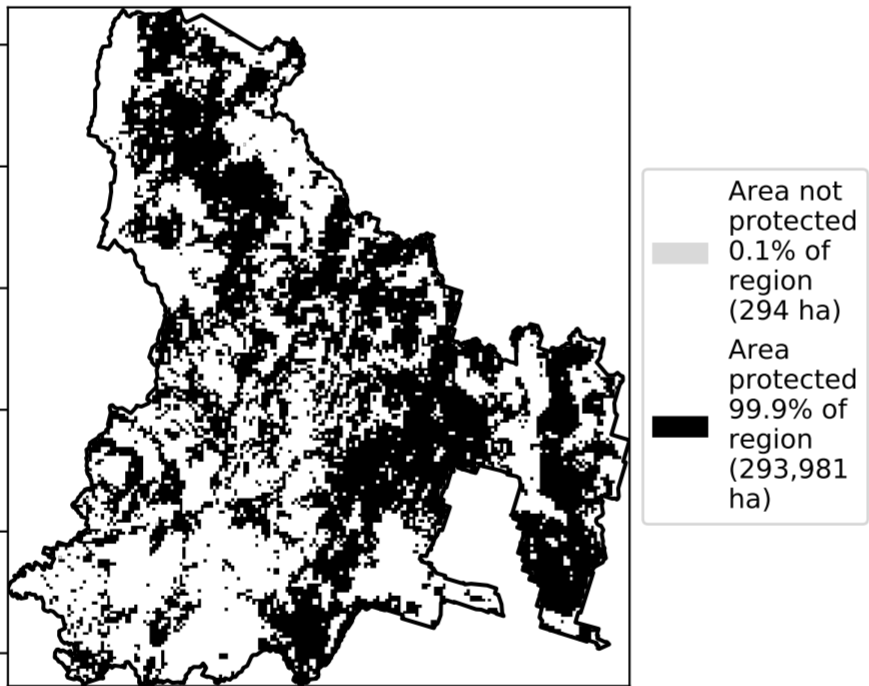 Area not
protected
0.1% of
region
(294 ha)
Area
protected
99.9% of
region
(293,981
ha)